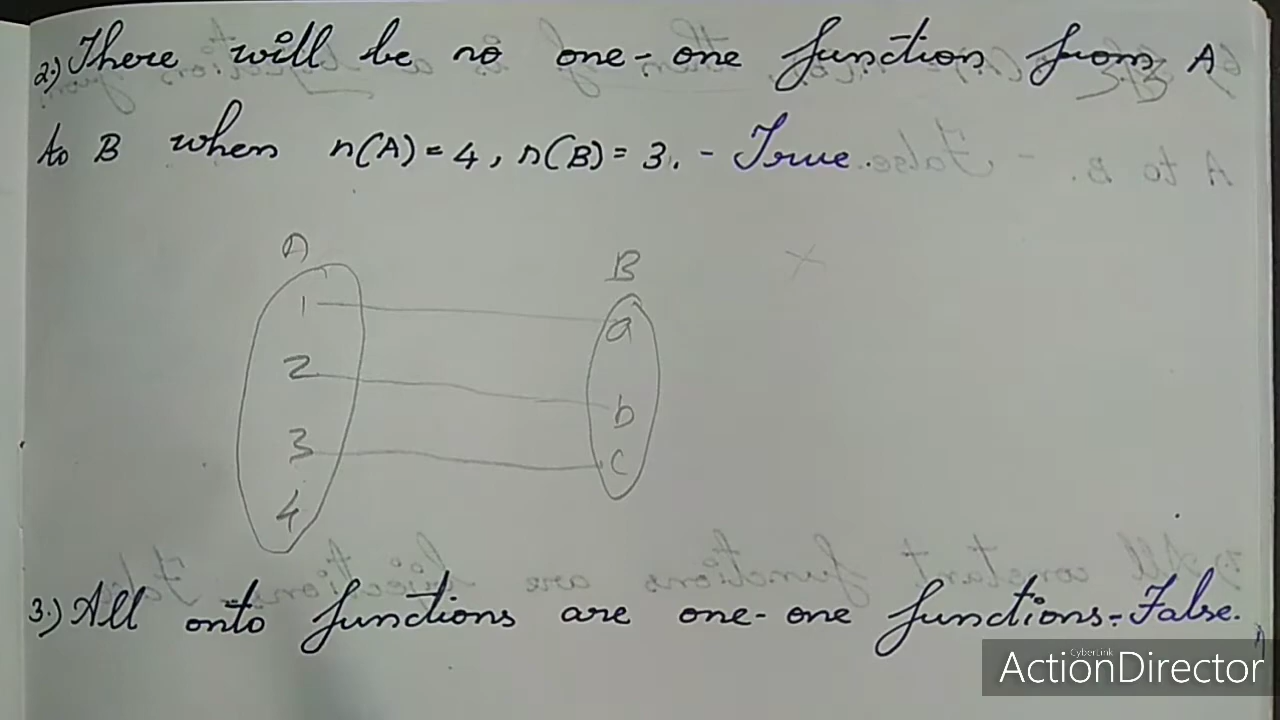 2.) There will be no one-one function from A
to B when n(A) = 4, n(B) = 3. - True.
A B
1 a
2 b
3 c
4
3.) All onto functions are one-one functions - False.
CyberLink
ActionDirector